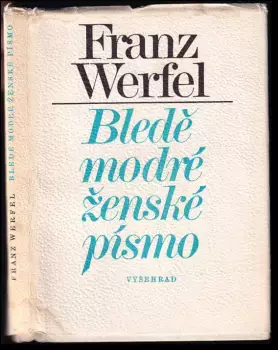 Franz
Werfel
Bledě
modré
ženské
písmo
VYŠEHRAD
FRANZ WERFEL BLEDĚ MODRÉ ŽENSKÉ PÍSMO